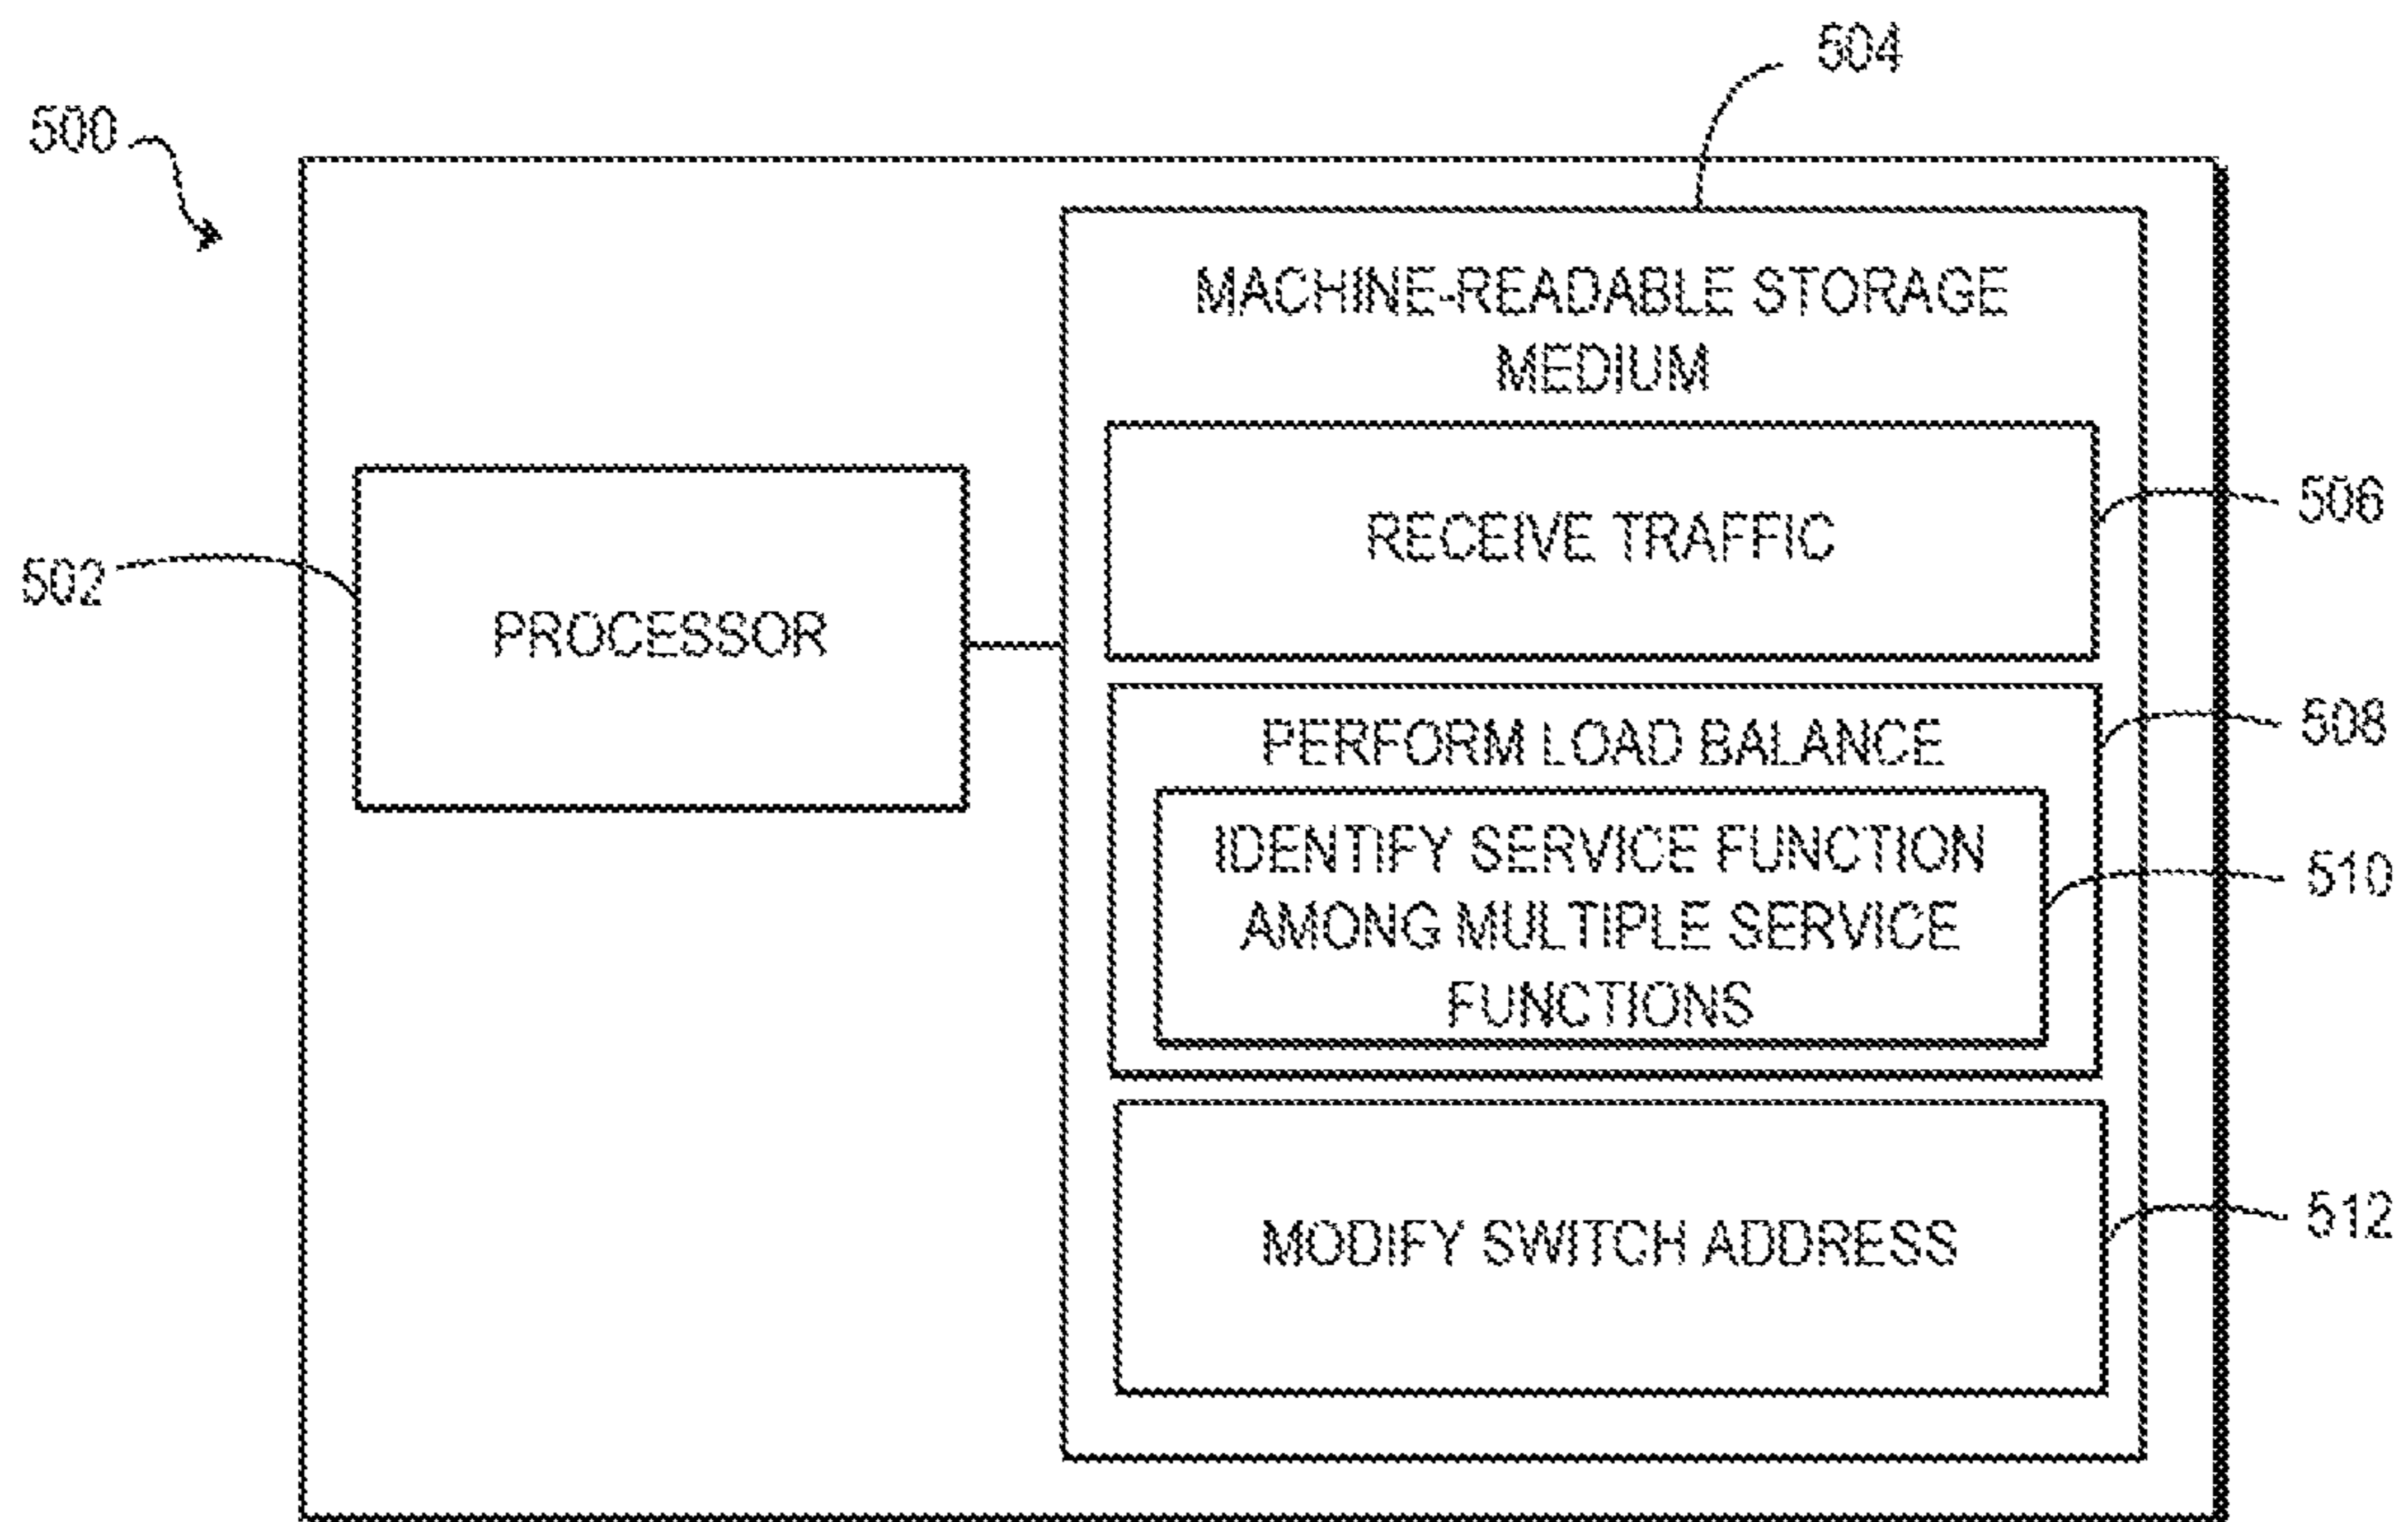 504
500
MACHINE-READABLE STORAGE
MEDIUM
506
RECEIVE TRAFFIC
502
PROCESSOR
508
PERFORM LOAD BALANCE
IDENTIFY SERVICE FUNCTION
510
AMONG MULTIPLE SERVICE
FUNCTIONS
512
MODIFY SWITCH ADDRESS